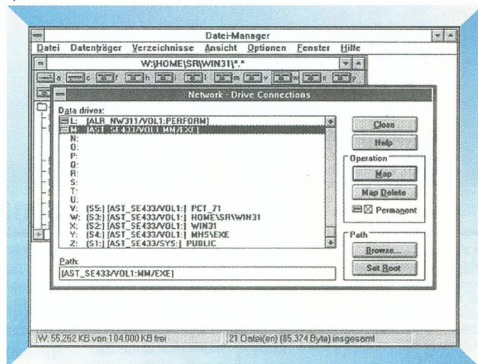 Datei-Manager
Datei Datenträger Verzeichnisse Ansicht Optionen Fenster Hilfe
W:\HOME\SR\WIN31\*.*
a c f h i l m v w x y
Network - Drive Connections
Data drives:
L: [ALR_NW311/VOL1:PERFORM]
M: [AST_SE433/VOL1:MM/EXE]
N:
O:
P:
Q:
R:
S:
T:
U:
V: (S5:) [AST_SE433/VOL1:] PCT_71
W: (S3:) [AST_SE433/VOL1:] HOME\SR\WIN31
X: (S2:) [AST_SE433/VOL1:] WIN31
Y: (S4:) [AST_SE433/VOL1:] MHS\EXE
Z: (S1:) [AST_SE433/SYS:] PUBLIC
Path:
[AST_SE433/VOL1:MM/EXE]
Close
Help
Operation
Map
Map Delete
Permanent
Path
Browse...
Set Root
W: 55.252 KB von 104.000 KB frei
21 Datei(en) (85.374 Byte) insgesamt